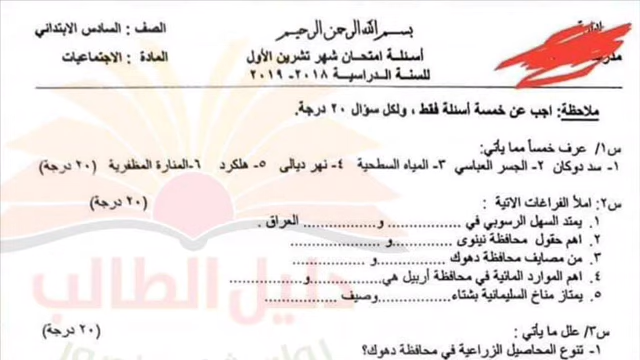 بسم الله الرحمن الرحيم
الصف : السادس الابتدائي
أسئلة امتحان شهر تشرين الأول
المادة : الاجتماعيات
للسنة الدراسية ٢٠١٨- ٢٠١٩
ملاحظة: اجب عن خمسة أسئلة فقط ، ولكل سؤال ٢٠ درجة.
س١/ عرف خمساً مما يأتي:
١- سد دوكان ٢- الجسر العباسي ٣- المياه السطحية ٤- نهر ديالى ٥- هلكرد ٦- المنارة المظفرية (٢٠ درجة)
س٢: املأ الفراغات الاتية : (٢٠ درجة)
١. يمتد السهل الرسوبي في .............. و.............. العراق .
٢. اهم حقول محافظة نينوى .............. و ..............
٣. من مصايف محافظة دهوك .............. و ..............
٤. اهم الموارد المائية في محافظة أربيل هي.............. و..............
٥. يمتاز مناخ السليمانية بشتاء..............وصيف ..............
دليل الطالب
س٣/ علل ما يأتي : (٢٠ درجة)
١- تنوع المحاصيل الزراعية في محافظة دهوك؟